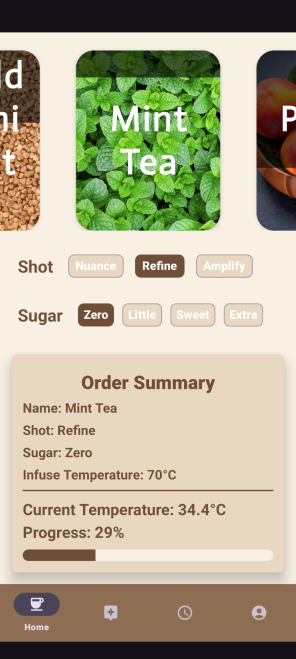 ld
ni
t
Mint
Tea
P
Shot Nuance Refine Amplify
Sugar Zero Little Sweet Extra
Order Summary
Name: Mint Tea
Shot: Refine
Sugar: Zero
Infuse Temperature: 70°C
Current Temperature: 34.4°C
Progress: 29%
Home